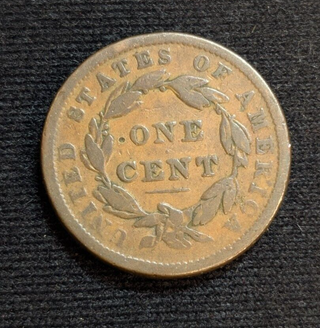 UNITED STATES OF AMERICA
ONE
CENT